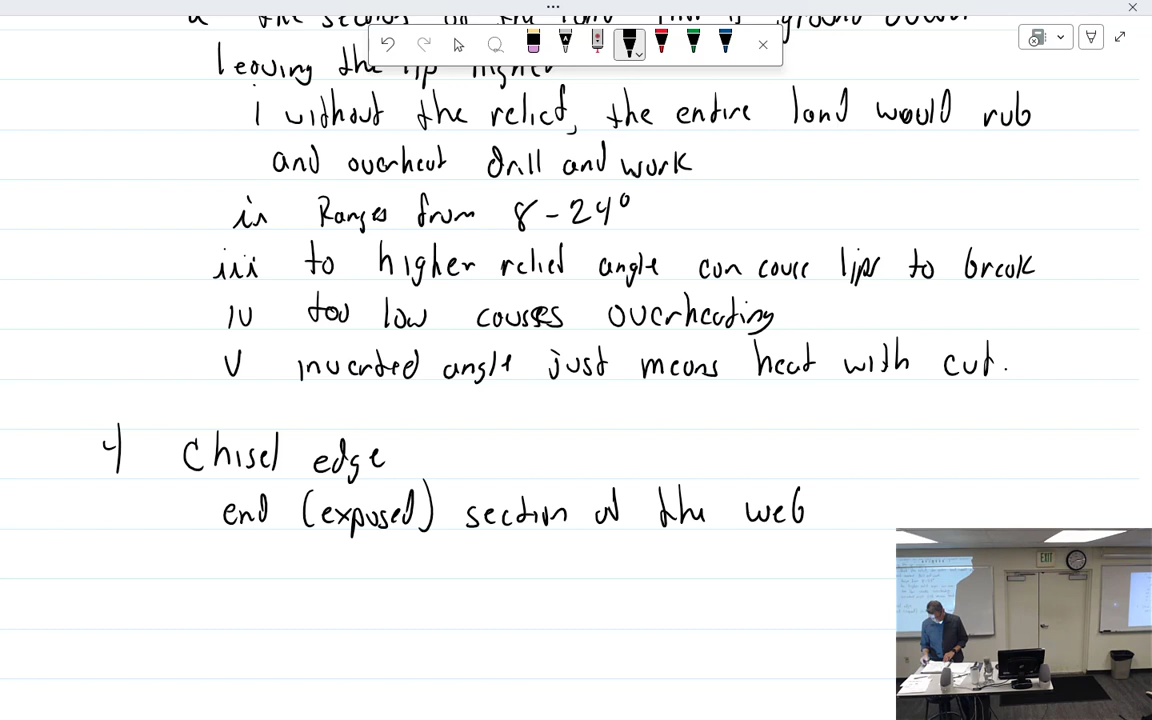 leaving the lip higher
i without the relief, the entire land would rub
and overheat drill and work
ii Ranges from 8-24°
iii to higher relief angle can cause lips to break
iv too low causes overheating
v inverted angle just means heat with cut.
4 Chisel edge
end (exposed) section of the web
EXIT